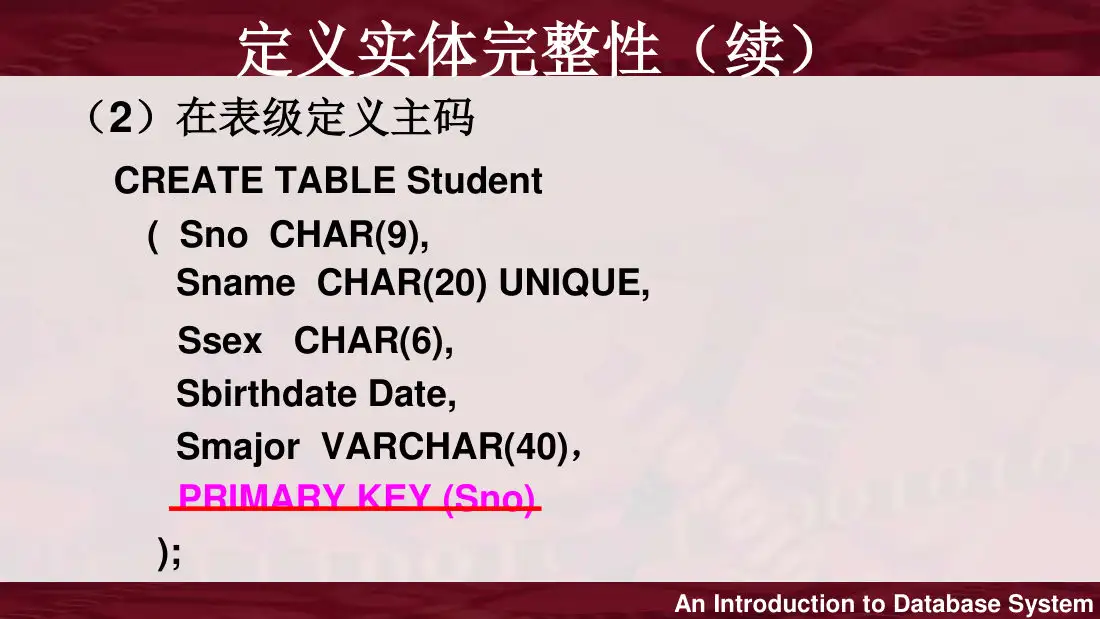 定义实体完整性（续）
（2）在表级定义主码
CREATE TABLE Student
( Sno CHAR(9),
Sname CHAR(20) UNIQUE,
Ssex CHAR(6),
Sbirthdate Date,
Smajor VARCHAR(40)，
PRIMARY KEY (Sno)
);
An Introduction to Database System